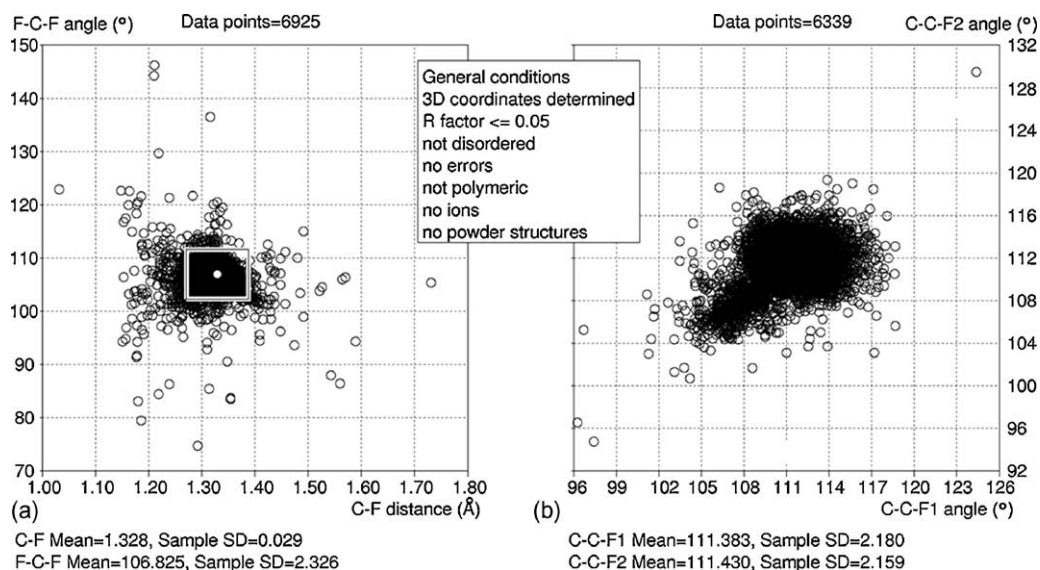 F-C-F angle (°) Data points=6925
150
140
130
120
110
100
90
80
70
1.00 1.10 1.20 1.30 1.40 1.50 1.60 1.70 1.80
(a) C-F distance (Å)
C-F Mean=1.328, Sample SD=0.029
F-C-F Mean=106.825, Sample SD=2.326
General conditions
3D coordinates determined
R factor <= 0.05
not disordered
no errors
not polymeric
no ions
no powder structures
Data points=6339 C-C-F2 angle (°)
132
128
124
120
116
112
108
104
100
96
92
96 99 102 105 108 111 114 117 120 123 126
(b) C-C-F1 angle (°)
C-C-F1 Mean=111.383, Sample SD=2.180
C-C-F2 Mean=111.430, Sample SD=2.159